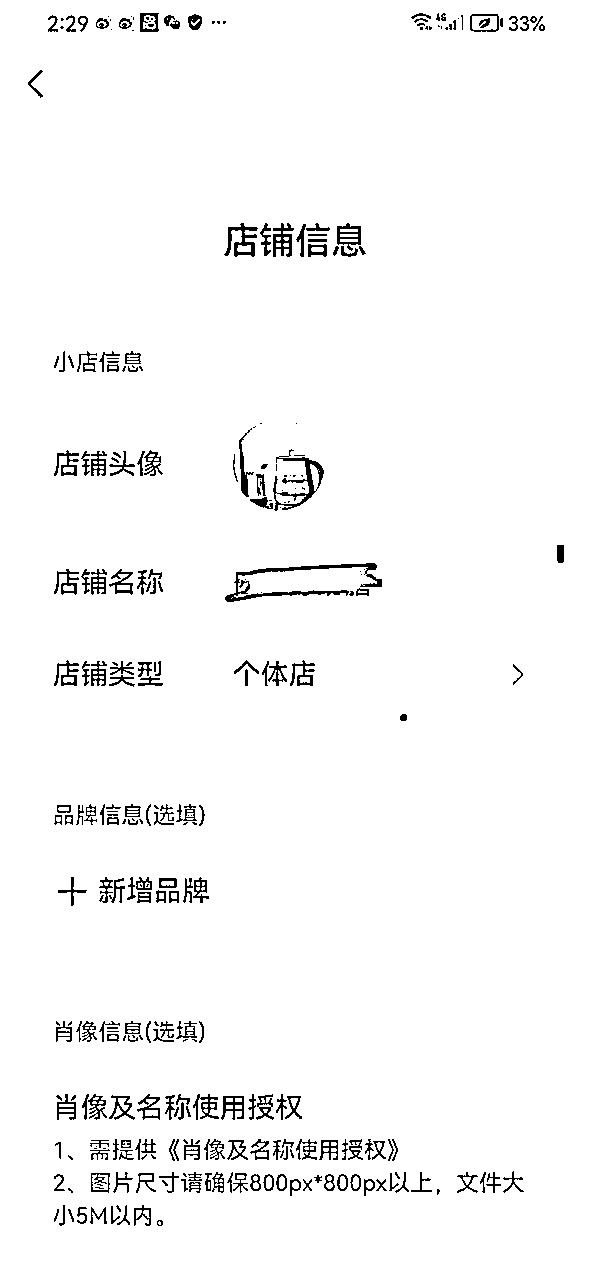 2:29 ··· 4G 33%
店铺信息
小店信息
店铺头像
店铺名称
店铺类型 个体店
品牌信息(选填)
新增品牌
肖像信息(选填)
肖像及名称使用授权
1、需提供《肖像及名称使用授权》
2、图片尺寸请确保800px*800px以上，文件大
小5M以内。